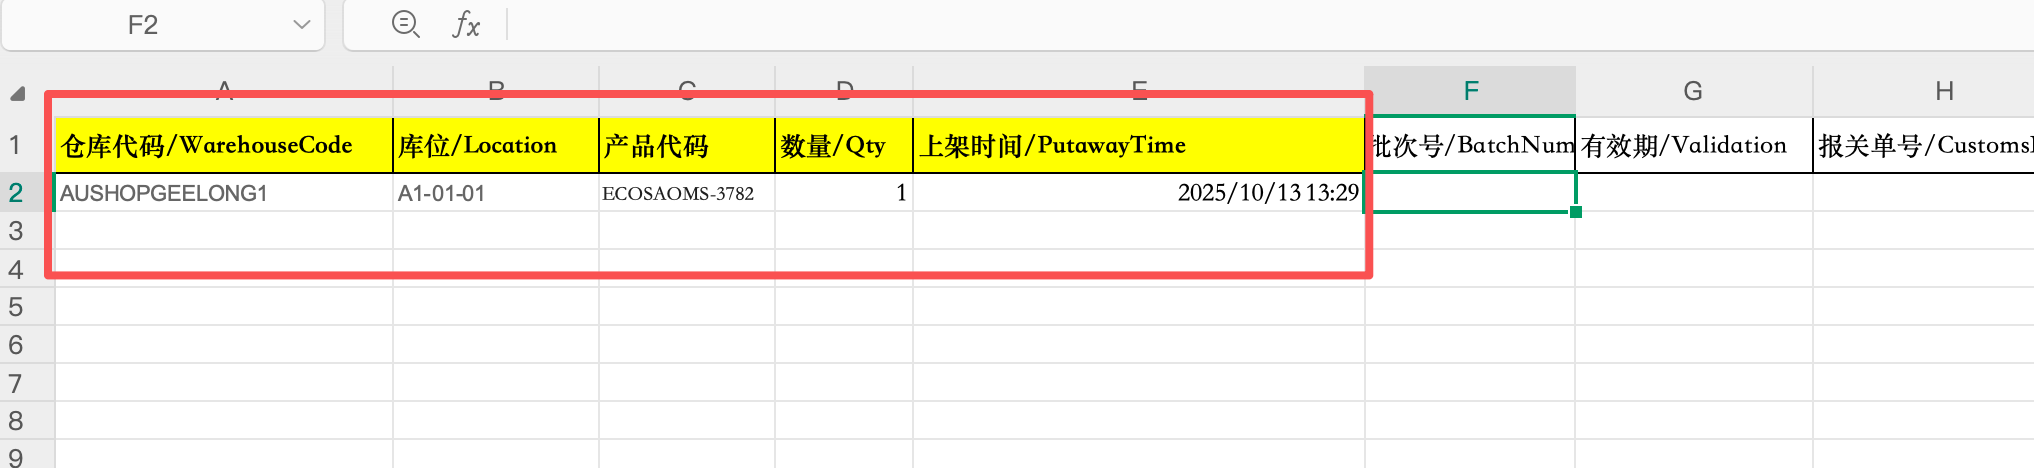 F2 fx
A B C D E F G H
1 仓库代码/WarehouseCode 库位/Location 产品代码 数量/Qty 上架时间/PutawayTime 批次号/BatchNum 有效期/Validation 报关单号/Customs
2 AUSHOPGEELONG1 A1-01-01 ECOSAOMS-3782 1 2025/10/13 13:29
3
4
5
6
7
8
9